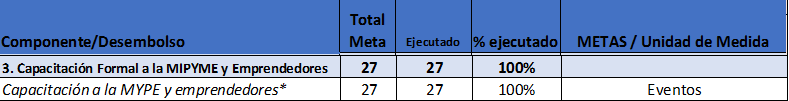 Componente/Desembolso Total Meta Ejecutado % ejecutado METAS / Unidad de Medida
3. Capacitación Formal a la MIPYME y Emprendedores 27 27 100%
Capacitación a la MYPE y emprendedores* 27 27 100% Eventos